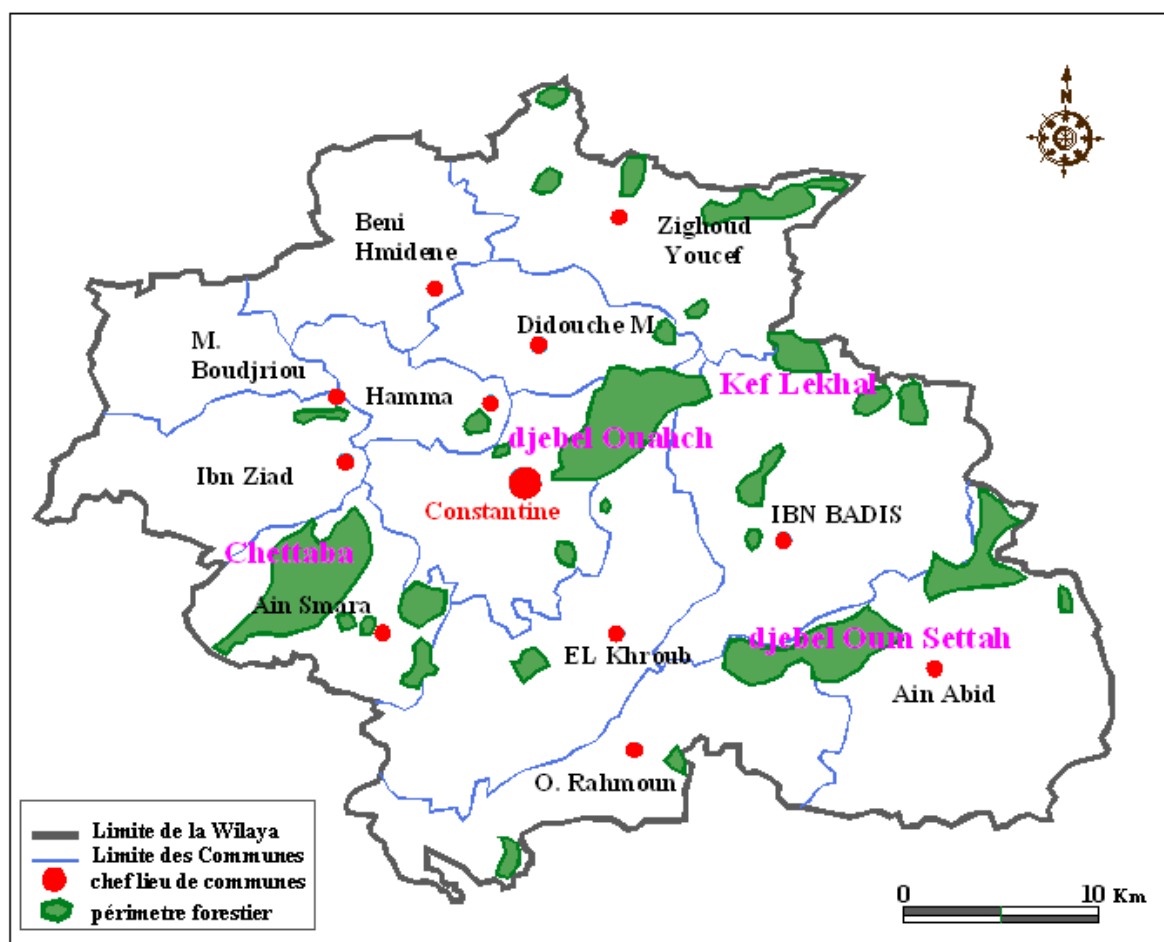 N
Beni
Hmidene
Zighoud
Youcef
Didouche M.
M.
Boudjriou
Kef Lekhal
Hamma
djebel Ouahch
Ibn Ziad
Constantine
IBN BADIS
Chettaba
Ain Smara
djebel Oum Settah
EL Khroub
Ain Abid
O. Rahmoun
Limite de la Wilaya
Limite des Communes
chef lieu de communes
périmetre forestier
0 10 Km